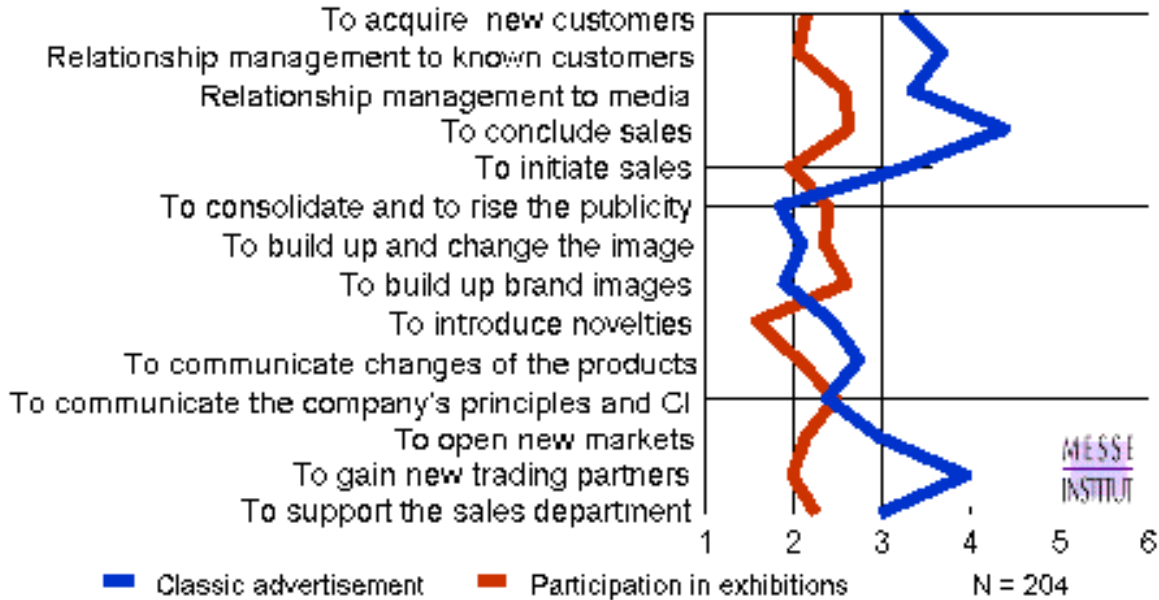 To acquire new customers
Relationship management to known customers
Relationship management to media
To conclude sales
To initiate sales
To consolidate and to rise the publicity
To build up and change the image
To build up brand images
To introduce novelties
To communicate changes of the products
To communicate the company's principles and CI
To open new markets
To gain new trading partners
To support the sales department
MESSE
INSTITUT
1 2 3 4 5 6
Classic advertisement Participation in exhibitions N = 204